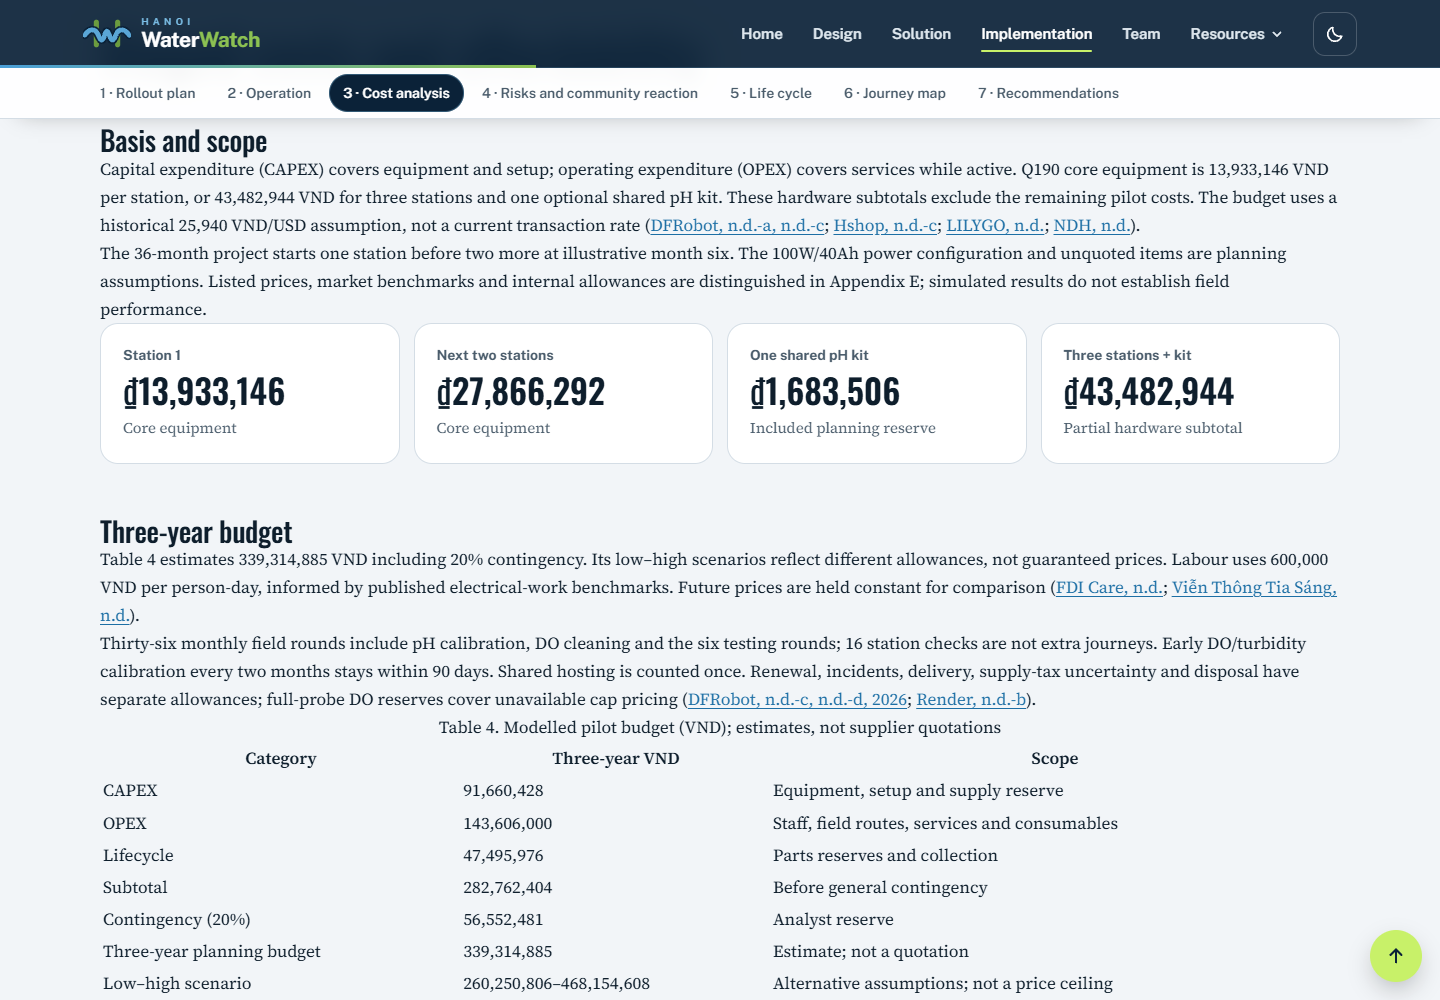 HANOI
WaterWatch
Home Design Solution Implementation Team Resources
1 · Rollout plan 2 · Operation 3 · Cost analysis 4 · Risks and community reaction 5 · Life cycle 6 · Journey map 7 · Recommendations
Basis and scope
Capital expenditure (CAPEX) covers equipment and setup; operating expenditure (OPEX) covers services while active. Q190 core equipment is 13,933,146 VND
per station, or 43,482,944 VND for three stations and one optional shared pH kit. These hardware subtotals exclude the remaining pilot costs. The budget uses a
historical 25,940 VND/USD assumption, not a current transaction rate (DFRobot, n.d.-a, n.d.-c; Hshop, n.d.-c; LILYGO, n.d.; NDH, n.d.).
The 36-month project starts one station before two more at illustrative month six. The 100W/40Ah power configuration and unquoted items are planning
assumptions. Listed prices, market benchmarks and internal allowances are distinguished in Appendix E; simulated results do not establish field
performance.
Station 1
₫13,933,146
Core equipment
Next two stations
₫27,866,292
Core equipment
One shared pH kit
₫1,683,506
Included planning reserve
Three stations + kit
₫43,482,944
Partial hardware subtotal
Three-year budget
Table 4 estimates 339,314,885 VND including 20% contingency. Its low–high scenarios reflect different allowances, not guaranteed prices. Labour uses 600,000
VND per person-day, informed by published electrical-work benchmarks. Future prices are held constant for comparison (FDI Care, n.d.; Viễn Thông Tia Sáng,
n.d.).
Thirty-six monthly field rounds include pH calibration, DO cleaning and the six testing rounds; 16 station checks are not extra journeys. Early DO/turbidity
calibration every two months stays within 90 days. Shared hosting is counted once. Renewal, incidents, delivery, supply-tax uncertainty and disposal have
separate allowances; full-probe DO reserves cover unavailable cap pricing (DFRobot, n.d.-c, n.d.-d, 2026; Render, n.d.-b).
Table 4. Modelled pilot budget (VND); estimates, not supplier quotations
Category Three-year VND Scope
CAPEX 91,660,428 Equipment, setup and supply reserve
OPEX 143,606,000 Staff, field routes, services and consumables
Lifecycle 47,495,976 Parts reserves and collection
Subtotal 282,762,404 Before general contingency
Contingency (20%) 56,552,481 Analyst reserve
Three-year planning budget 339,314,885 Estimate; not a quotation
Low–high scenario 260,250,806–468,154,608 Alternative assumptions; not a price ceiling